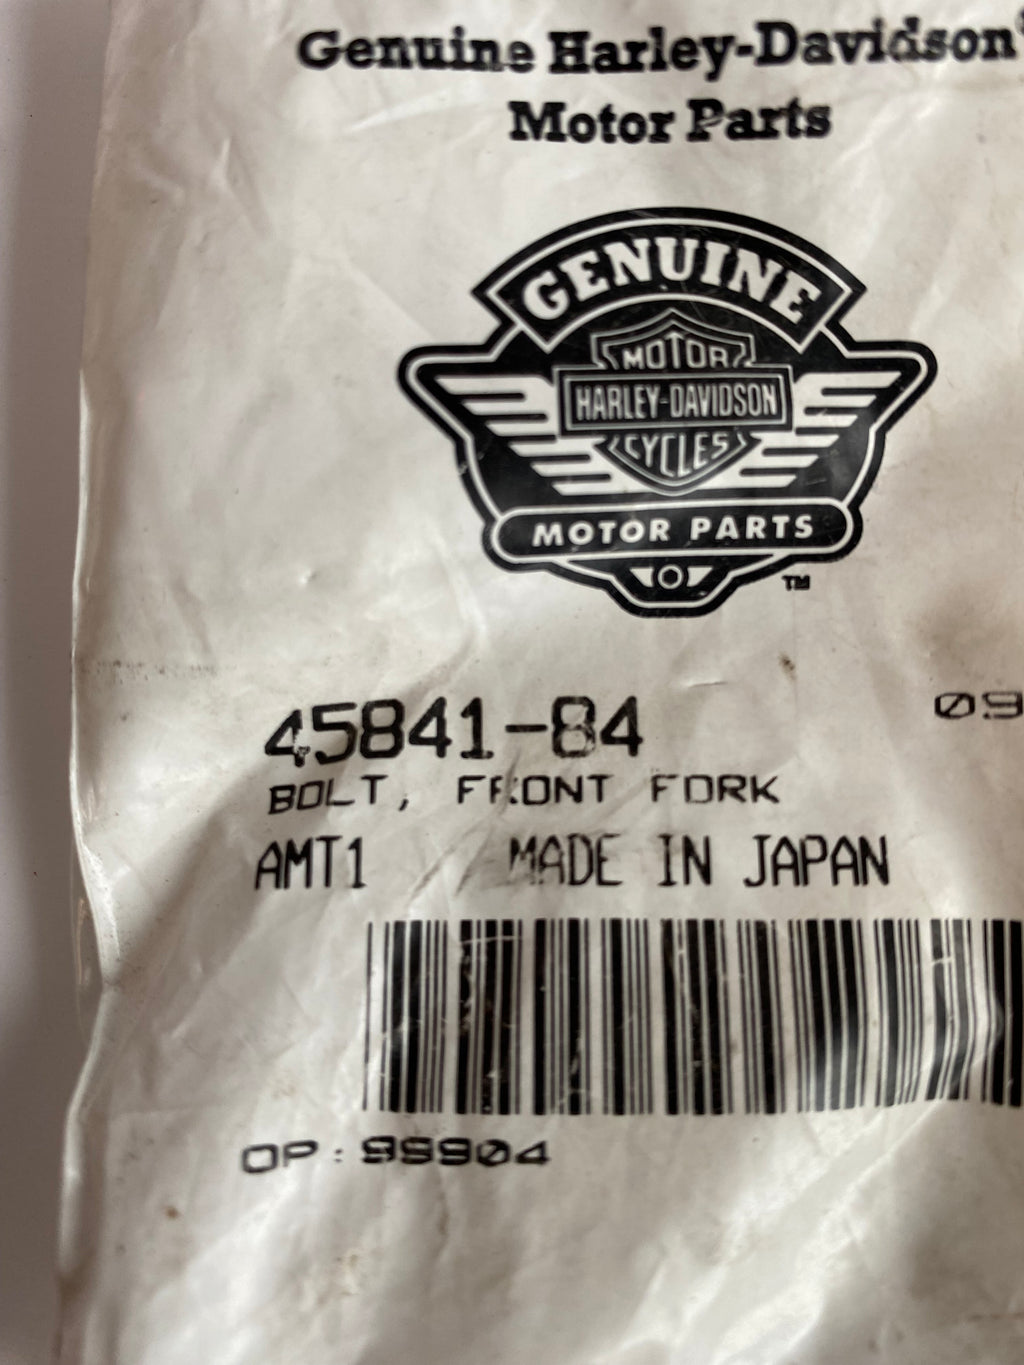 Genuine Harley-Davidson
Motor Parts
GENUINE
MOTOR
HARLEY-DAVIDSON
CYCLES
MOTOR PARTS
TM
45841-84
09
BOLT, FRONT FORK
AMT1 MADE IN JAPAN
OP: 99904